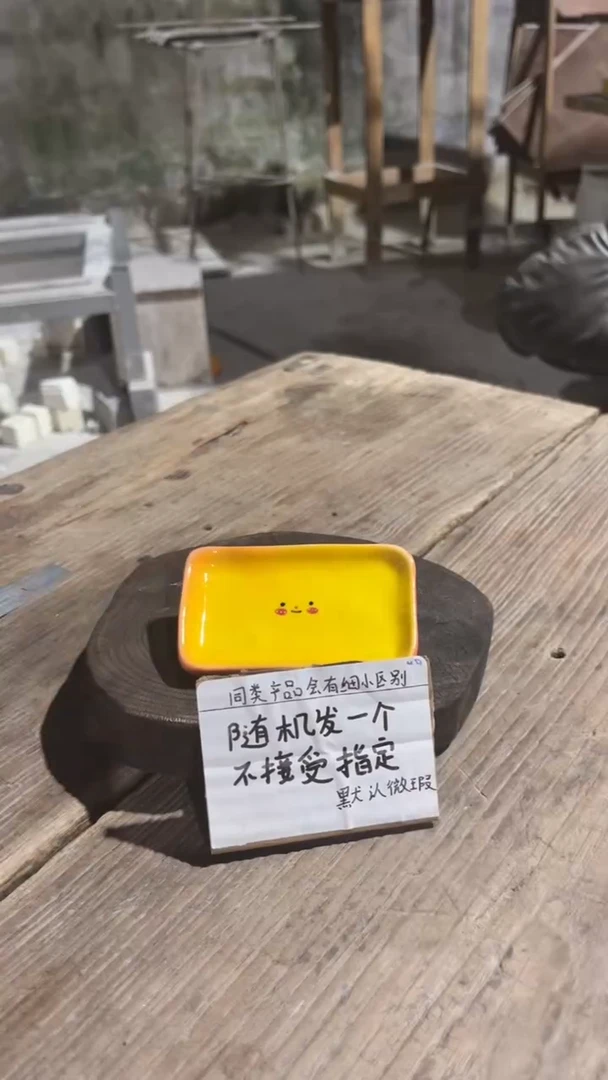 同类产品会有细小区别
随机发一个
不接受指定
默认微瑕